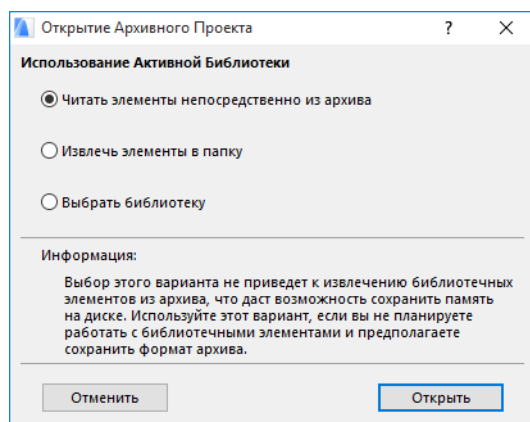 Открытие Архивного Проекта
?
Использование Активной Библиотеки
Читать элементы непосредственно из архива
Извлечь элементы в папку
Выбрать библиотеку
Информация:
Выбор этого варианта не приведет к извлечению библиотечных
элементов из архива, что даст возможность сохранить память
на диске. Используйте этот вариант, если вы не планируете
работать с библиотечными элементами и предполагаете
сохранить формат архива.
Отменить
Открыть